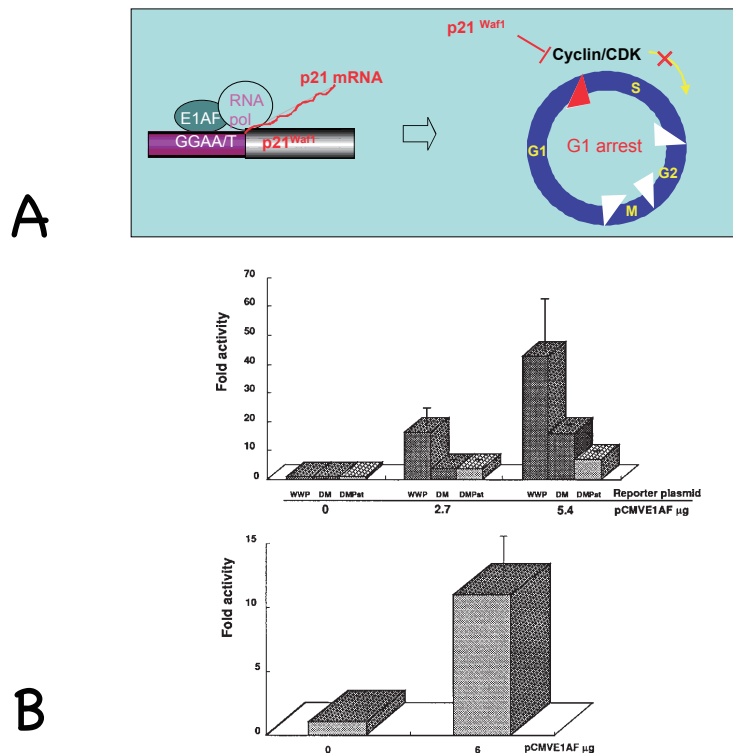 A
p21 Waf1
Cyclin/CDK
p21 mRNA
RNA
pol
E1AF
GGAA/T
p21Waf1
S
G1
G1 arrest
G2
M
70
60
50
40
30
20
10
0
Fold activity
WWP DM DMPst WWP DM DMPst WWP DM DMPst Reporter plasmid
0 2.7 5.4 pCMVE1AF µg
B
15
10
5
0
Fold activity
0 6 pCMVE1AF µg